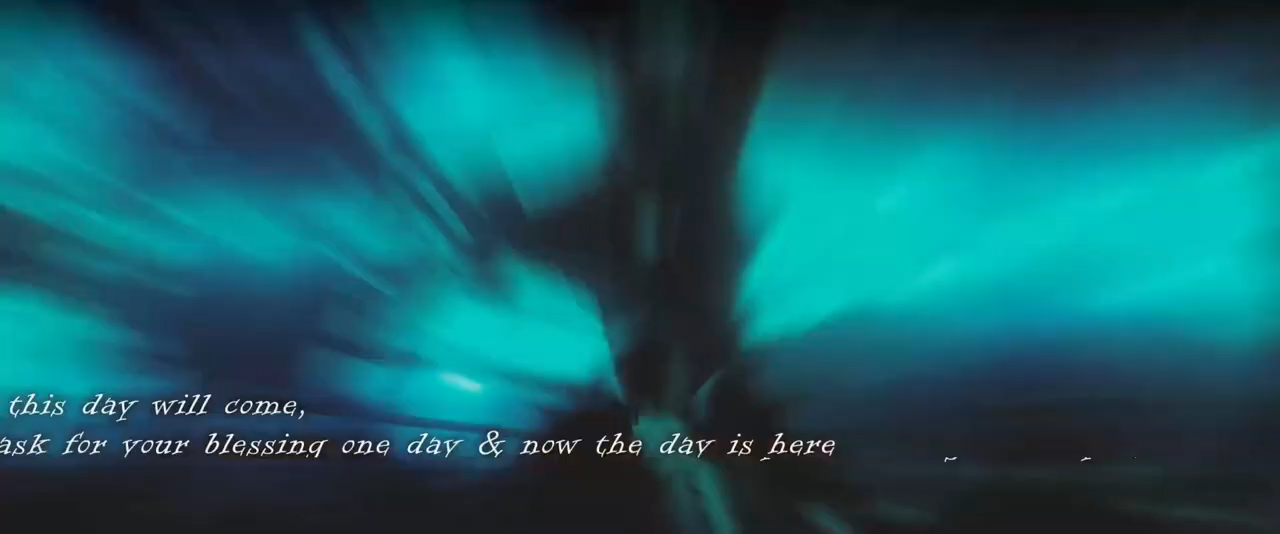 this day will come,
ask for your blessing one day & now the day is here